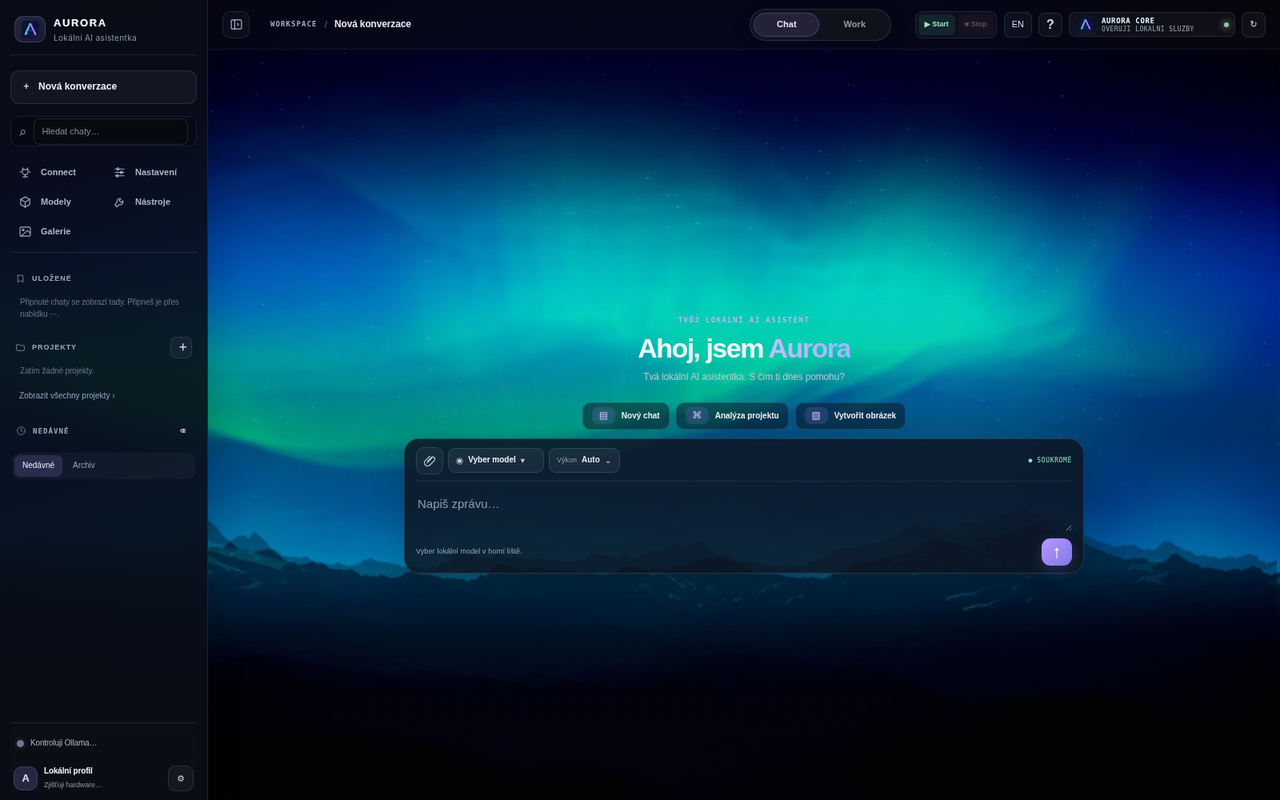 AURORA
Lokální AI asistentka
+ Nová konverzace
Hledat chaty…
Connect
Nastavení
Modely
Nástroje
Galerie
ULOŽENÉ
Připnuté chaty se zobrazí tady. Připneš je přes
nabídku ···.
PROJEKTY
+
Zatím žádné projekty.
Zobrazit všechny projekty ›
NEDÁVNÉ
Nedávné
Archiv
Kontroluji Ollama…
A
Lokální profil
Zjišťuji hardware…
WORKSPACE / Nová konverzace
Chat
Work
▶ Start
■ Stop
EN
?
AURORA CORE
OVERUJI LOKALNI SLUZBY
↻
TVŮJ LOKÁLNÍ AI ASISTENT
Ahoj, jsem Aurora
Tvá lokální AI asistentka. S čím ti dnes pomohu?
Nový chat
⌘ Analýza projektu
Vytvořit obrázek
◉ Vyber model ▾
Výkon Auto ⌄
● SOUKROMÉ
Napiš zprávu…
Vyber lokální model v horní liště.
↑